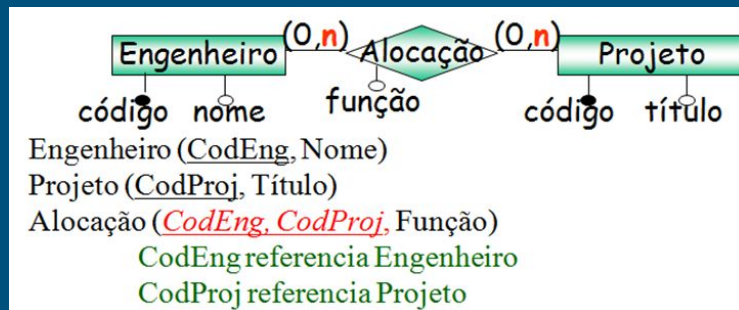 Engenheiro (0,n) Alocação (0,n) Projeto
código nome função código título
Engenheiro (CodEng, Nome)
Projeto (CodProj, Título)
Alocação (CodEng, CodProj, Função)
CodEng referencia Engenheiro
CodProj referencia Projeto